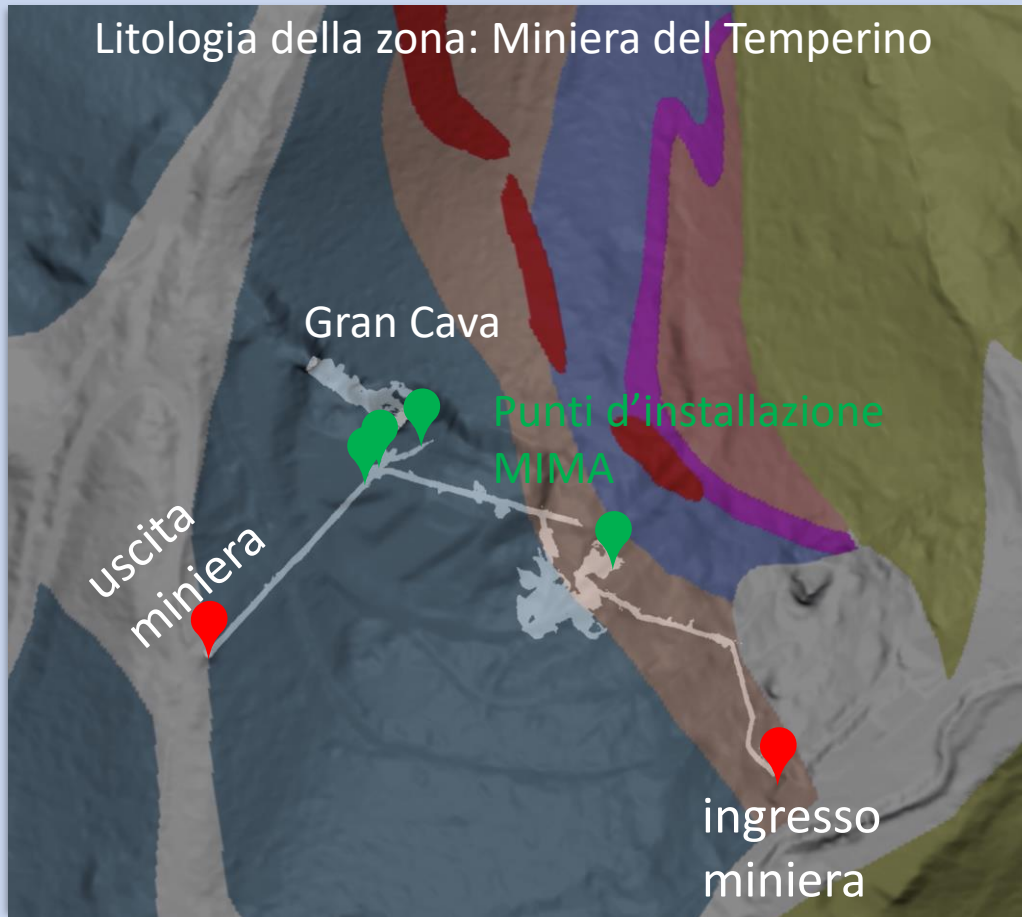 Litologia della zona: Miniera del Temperino
Gran Cava
Punti d'installazione
MIMA
uscita
miniera
ingresso
miniera